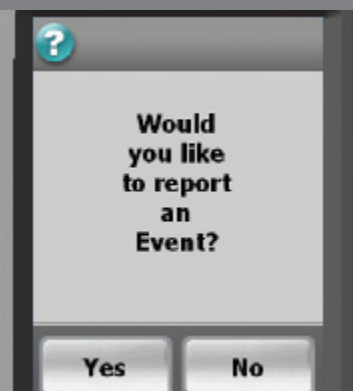 ?
Would
you like
to report
an
Event?
Yes No